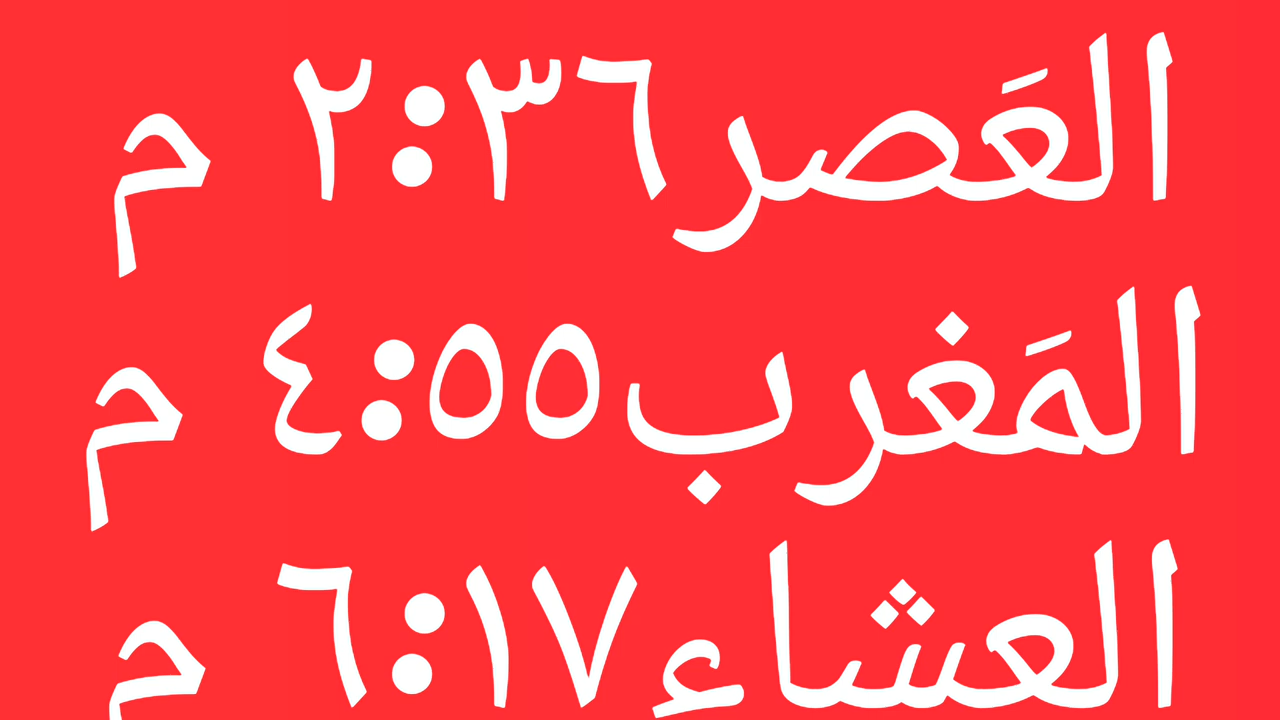 العَصر٢:٣٦ م
المَغرب٤:٥٥ م
العشاء٦:١٧ م